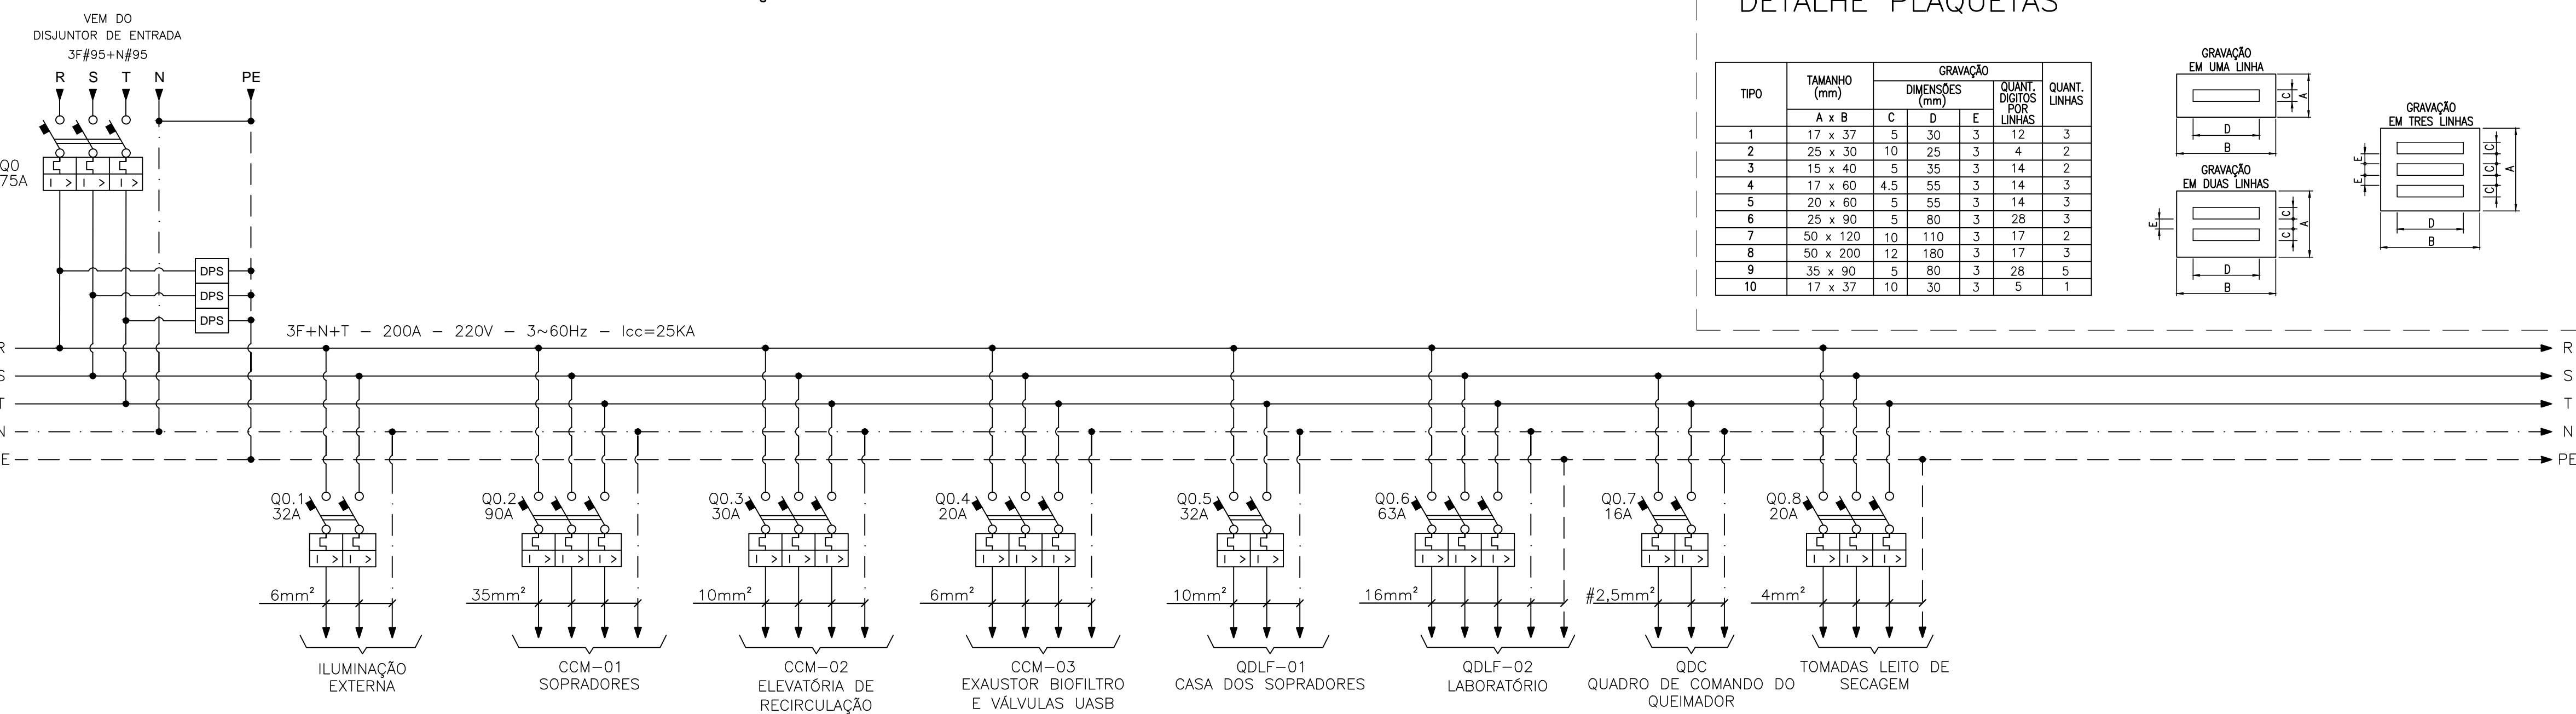 VEM DO
DISJUNTOR DE ENTRADA
3F#95+N#95
R S T N PE
Q0
75A
I > I > I >
DPS
DPS
DPS
3F+N+T – 200A – 220V – 3~60Hz – Icc=25KA
R R
S S
T T
N N
E PE
Q0.1
32A
I > I >
6mm²
ILUMINAÇÃO
EXTERNA
Q0.2
90A
I > I > I >
35mm²
CCM–01
SOPRADORES
Q0.3
30A
I > I > I >
10mm²
CCM–02
ELEVATÓRIA DE
RECIRCULAÇÃO
Q0.4
20A
I > I > I >
6mm²
CCM–03
EXAUSTOR BIOFILTRO
E VÁLVULAS UASB
Q0.5
32A
I > I >
10mm²
QDLF–01
CASA DOS SOPRADORES
Q0.6
63A
I > I > I >
16mm²
QDLF–02
LABORATÓRIO
Q0.7
16A
I > I >
#2,5mm²
QDC
QUADRO DE COMANDO DO
QUEIMADOR
Q0.8
20A
I > I > I >
4mm²
TOMADAS LEITO DE
SECAGEM
DETALHE PLAQUETAS
TIPO
TAMANHO
(mm)
A x B
GRAVAÇÃO
DIMENSÕES
(mm)
C D E
QUANT.
DIGITOS
POR
LINHAS
QUANT.
LINHAS
1 17 x 37 5 30 3 12 3
2 25 x 30 10 25 3 4 2
3 15 x 40 5 35 3 14 2
4 17 x 60 4.5 55 3 14 3
5 20 x 60 5 55 3 14 3
6 25 x 90 5 80 3 28 3
7 50 x 120 10 110 3 17 2
8 50 x 200 12 180 3 17 3
9 35 x 90 5 80 3 28 5
10 17 x 37 10 30 3 5 1
GRAVAÇÃO
EM UMA LINHA
C A
D
B
GRAVAÇÃO
EM DUAS LINHAS
E C C A
D
B
GRAVAÇÃO
EM TRES LINHAS
E E C C C A
D
B